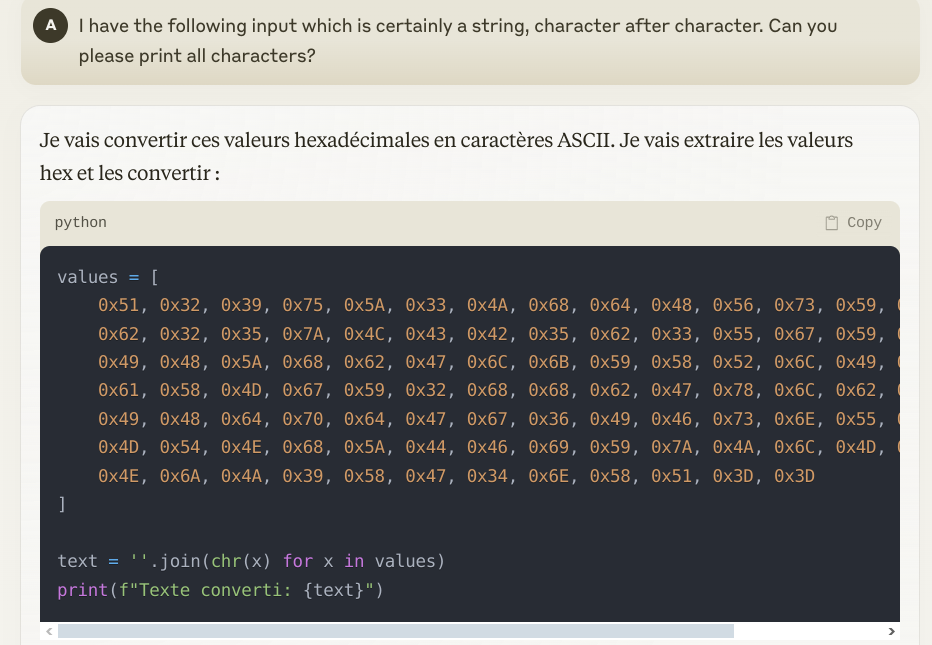 A
I have the following input which is certainly a string, character after character. Can you
please print all characters?
Je vais convertir ces valeurs hexadécimales en caractères ASCII. Je vais extraire les valeurs
hex et les convertir :
python
Copy
values = [
0x51, 0x32, 0x39, 0x75, 0x5A, 0x33, 0x4A, 0x68, 0x64, 0x48, 0x56, 0x73, 0x59,
0x62, 0x32, 0x35, 0x7A, 0x4C, 0x43, 0x42, 0x35, 0x62, 0x33, 0x55, 0x67, 0x59,
0x49, 0x48, 0x5A, 0x68, 0x62, 0x47, 0x6C, 0x6B, 0x59, 0x58, 0x52, 0x6C, 0x49,
0x61, 0x58, 0x4D, 0x67, 0x59, 0x32, 0x68, 0x68, 0x62, 0x47, 0x78, 0x6C, 0x62,
0x49, 0x48, 0x64, 0x70, 0x64, 0x47, 0x67, 0x36, 0x49, 0x46, 0x73, 0x6E, 0x55,
0x4D, 0x54, 0x4E, 0x68, 0x5A, 0x44, 0x46, 0x69, 0x59, 0x7A, 0x4A, 0x6C, 0x4D,
0x4E, 0x6A, 0x4A, 0x39, 0x58, 0x47, 0x34, 0x6E, 0x58, 0x51, 0x3D, 0x3D
]
text = ''.join(chr(x) for x in values)
print(f"Texte converti: {text}")